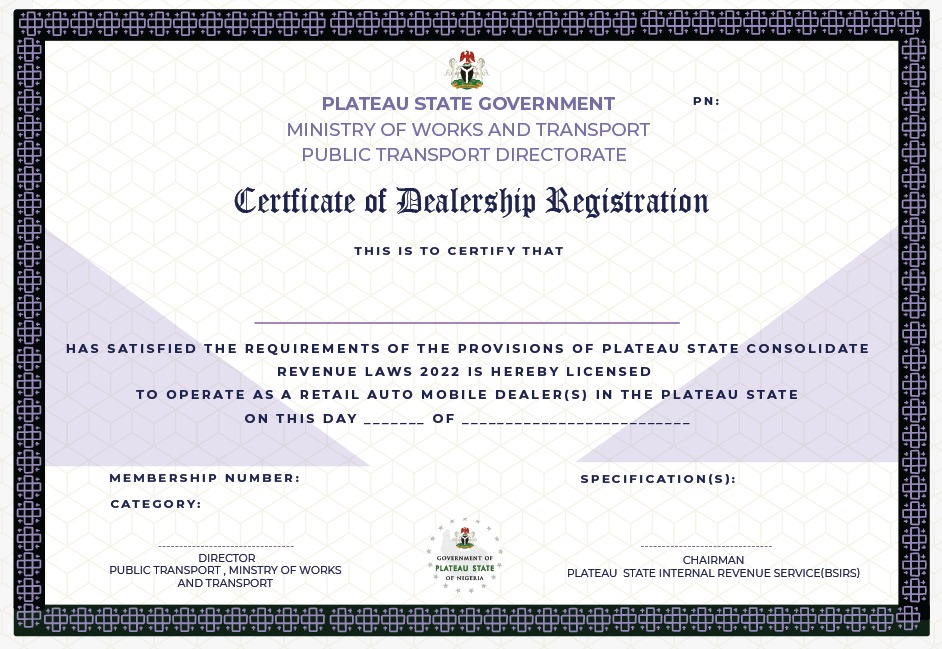 PLATEAU STATE GOVERNMENT
PN:
MINISTRY OF WORKS AND TRANSPORT
PUBLIC TRANSPORT DIRECTORATE
Certficate of Dealership Registration
THIS IS TO CERTIFY THAT
HAS SATISFIED THE REQUIREMENTS OF THE PROVISIONS OF PLATEAU STATE CONSOLIDATE
REVENUE LAWS 2022 IS HEREBY LICENSED
TO OPERATE AS A RETAIL AUTO MOBILE DEALER(S) IN THE PLATEAU STATE
ON THIS DAY _______ OF __________________________
MEMBERSHIP NUMBER:
SPECIFICATION(S):
CATEGORY:
DIRECTOR
PUBLIC TRANSPORT , MINSTRY OF WORKS
AND TRANSPORT
GOVERNMENT OF
PLATEAU STATE
OF NIGERIA
CHAIRMAN
PLATEAU STATE INTERNAL REVENUE SERVICE(BSIRS)